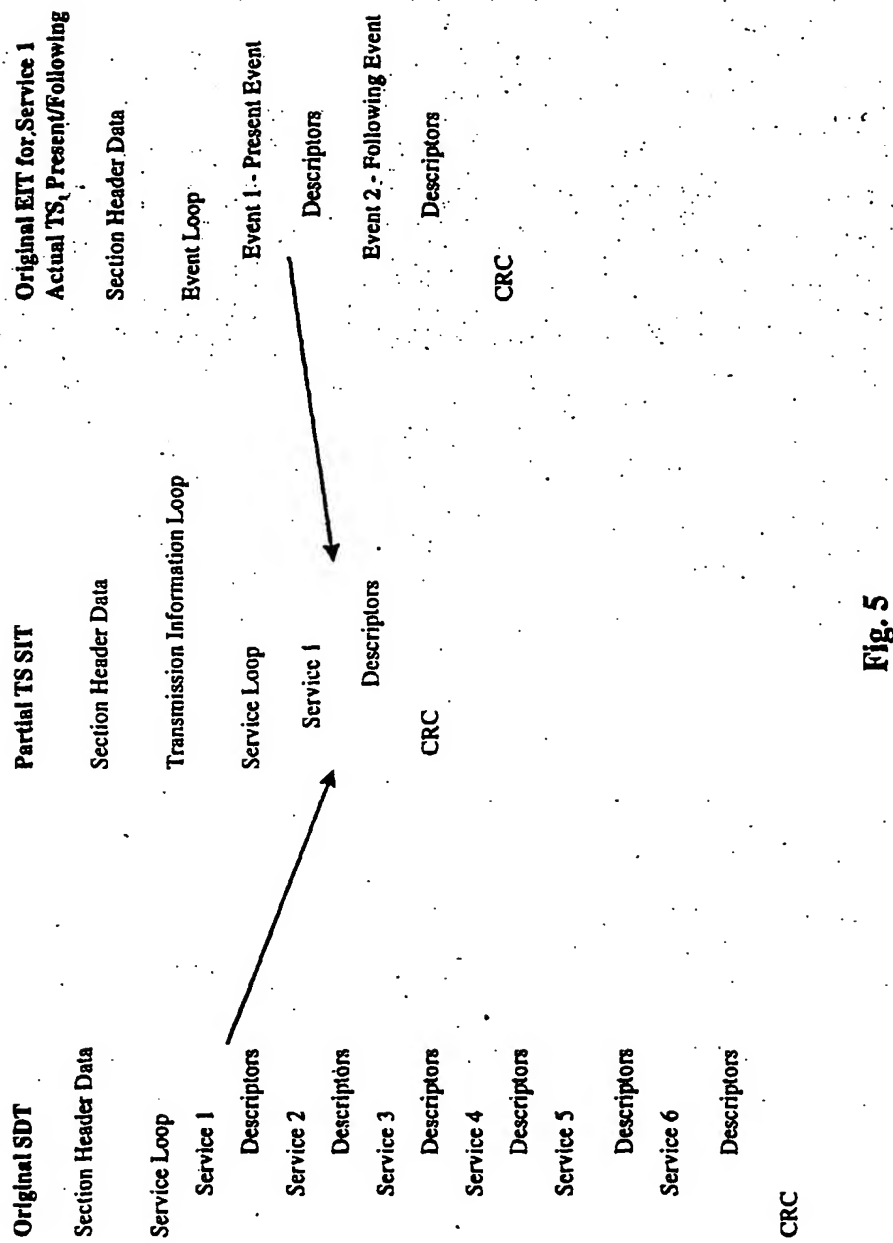 Original SDT
Section Header Data
Service Loop
Service 1
Descriptors
Service 2
Descriptors
Service 3
Descriptors
Service 4
Descriptors
Service 5
Descriptors
Service 6
Descriptors
CRC
Partial TS SIT
Section Header Data
Transmission Information Loop
Service Loop
Service 1
Descriptors
CRC
Original EIT for Service 1
Actual TS, Present/Following
Section Header Data
Event Loop
Event 1 - Present Event
Descriptors
Event 2 - Following Event
Descriptors
CRC
Fig. 5